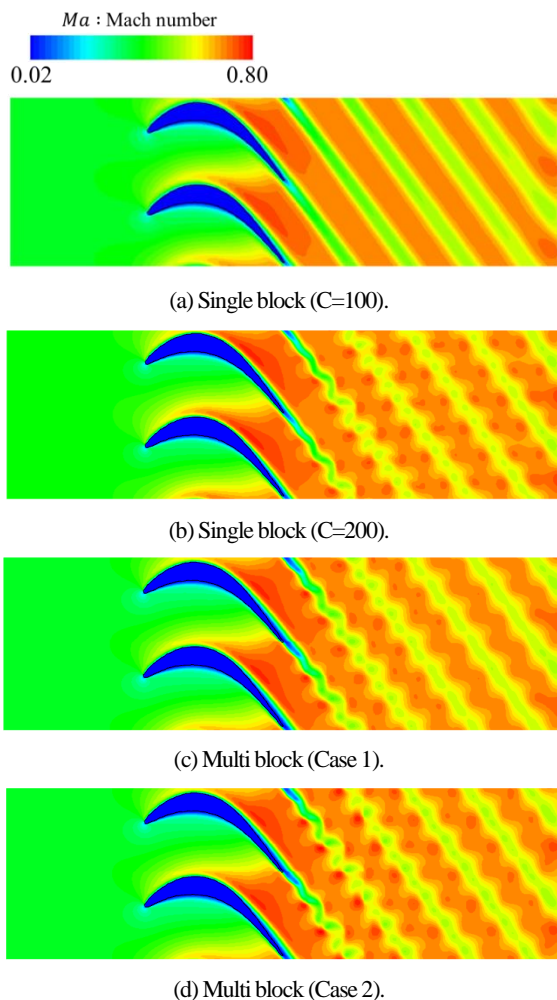 Ma : Mach number
0.02 0.80
(a) Single block (C=100).
(b) Single block (C=200).
(c) Multi block (Case 1).
(d) Multi block (Case 2).